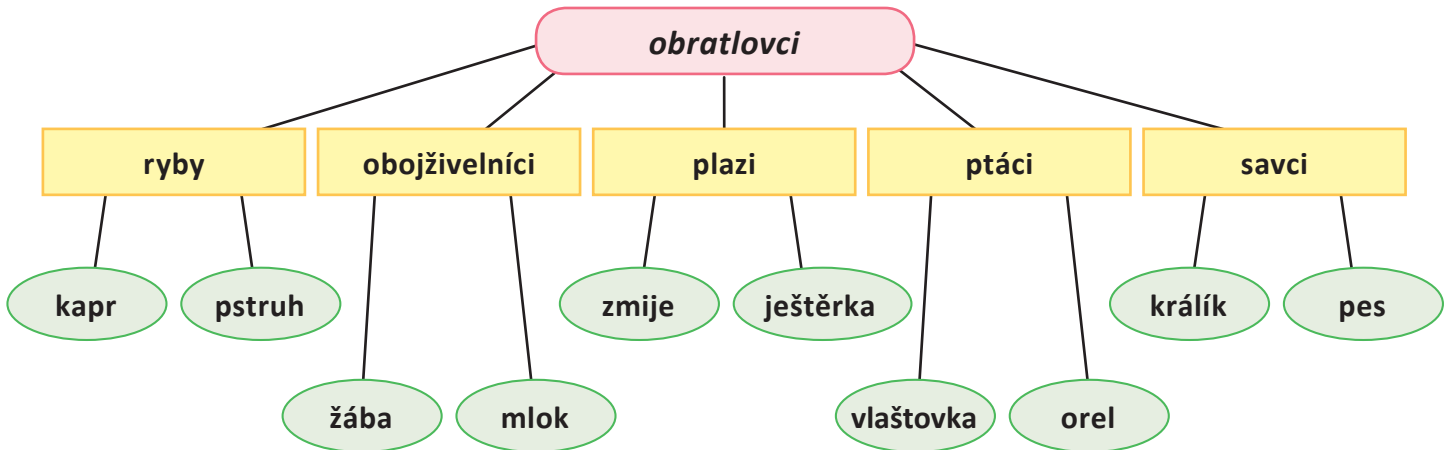 obratlovci
ryby
obojživelníci
plazi
ptáci
savci
kapr
pstruh
zmije
ještěrka
králík
pes
žába
mlok
vlaštovka
orel